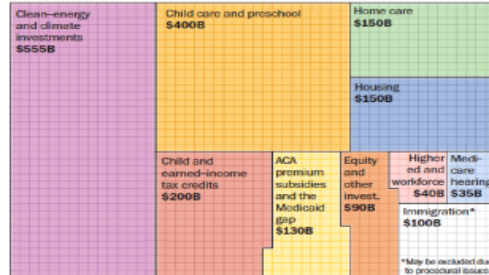 Clean-energy
and climate
investments
$555B
Child care and preschool
$400B
Home care
$150B
Housing
$150B
Child and
earned-income
tax credits
$200B
ACA
premium
subsidies
and the
Medicaid
gap
$130B
Equity
and
other
invest.
$90B
Higher
ed and
workforce
$40B
Medi-
care
hearing
$35B
Immigration*
$100B
*May be excluded due
to procedural issues